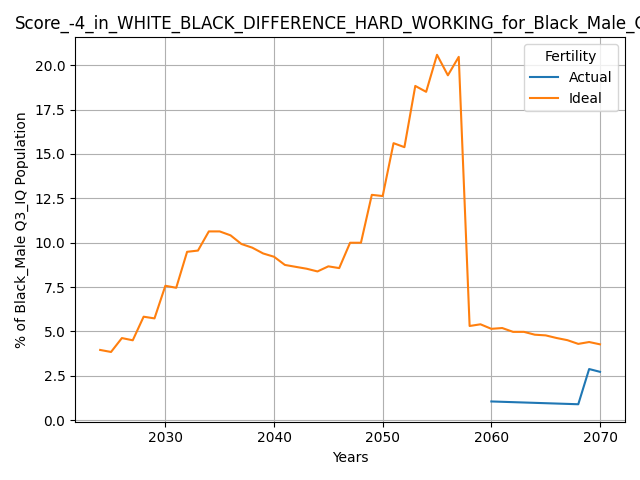 Score_-4_in_WHITE_BLACK_DIFFERENCE_HARD_WORKING_for_Black_Male_
Fertility
Actual
Ideal
20.0
17.5
15.0
12.5
10.0
7.5
5.0
2.5
0.0
% of Black_Male Q3_IQ Population
2030
2040
2050
2060
2070
Years